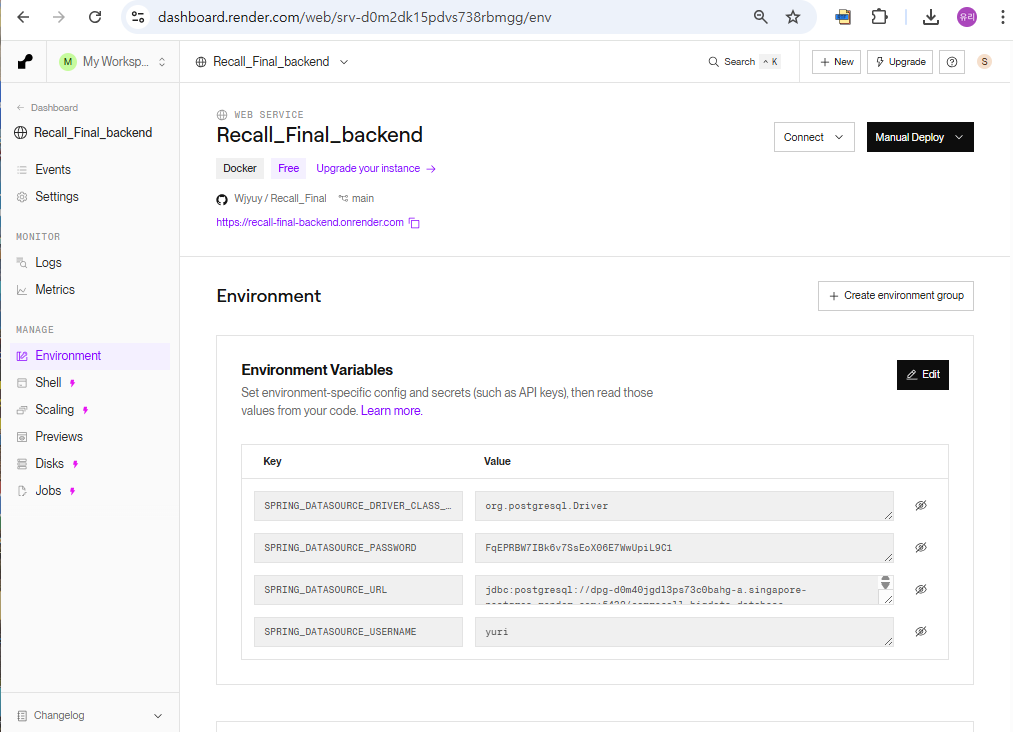 dashboard.render.com/web/srv-d0m2dk15pdvs738rbmgg/env
유리
M My Worksp...
Recall_Final_backend
Search ^ K
+ New
Upgrade
S
← Dashboard
Recall_Final_backend
Events
Settings
MONITOR
Logs
Metrics
MANAGE
Environment
Shell
Scaling
Previews
Disks
Jobs
Changelog
WEB SERVICE
Recall_Final_backend
Connect
Manual Deploy
Docker Free Upgrade your instance →
Wjyuy / Recall_Final main
https://recall-final-backend.onrender.com
Environment
+ Create environment group
Environment Variables
Edit
Set environment-specific config and secrets (such as API keys), then read those
values from your code. Learn more.
Key Value
SPRING_DATASOURCE_DRIVER_CLASS_… org.postgresql.Driver
SPRING_DATASOURCE_PASSWORD FqEPRBW7IBk6v7SsEoX06E7WwUpiL9C1
SPRING_DATASOURCE_URL jdbc:postgresql://dpg-d0m40jgdl3ps73c0bahg-a.singapore-
SPRING_DATASOURCE_USERNAME yuri